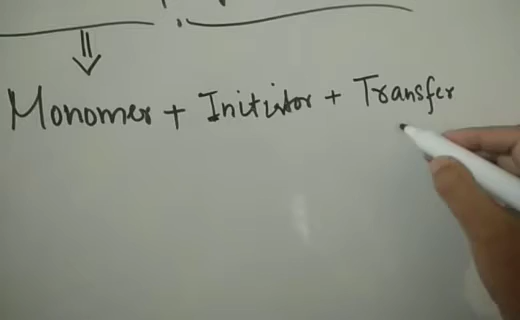 Monomer + Initiator + Transfer